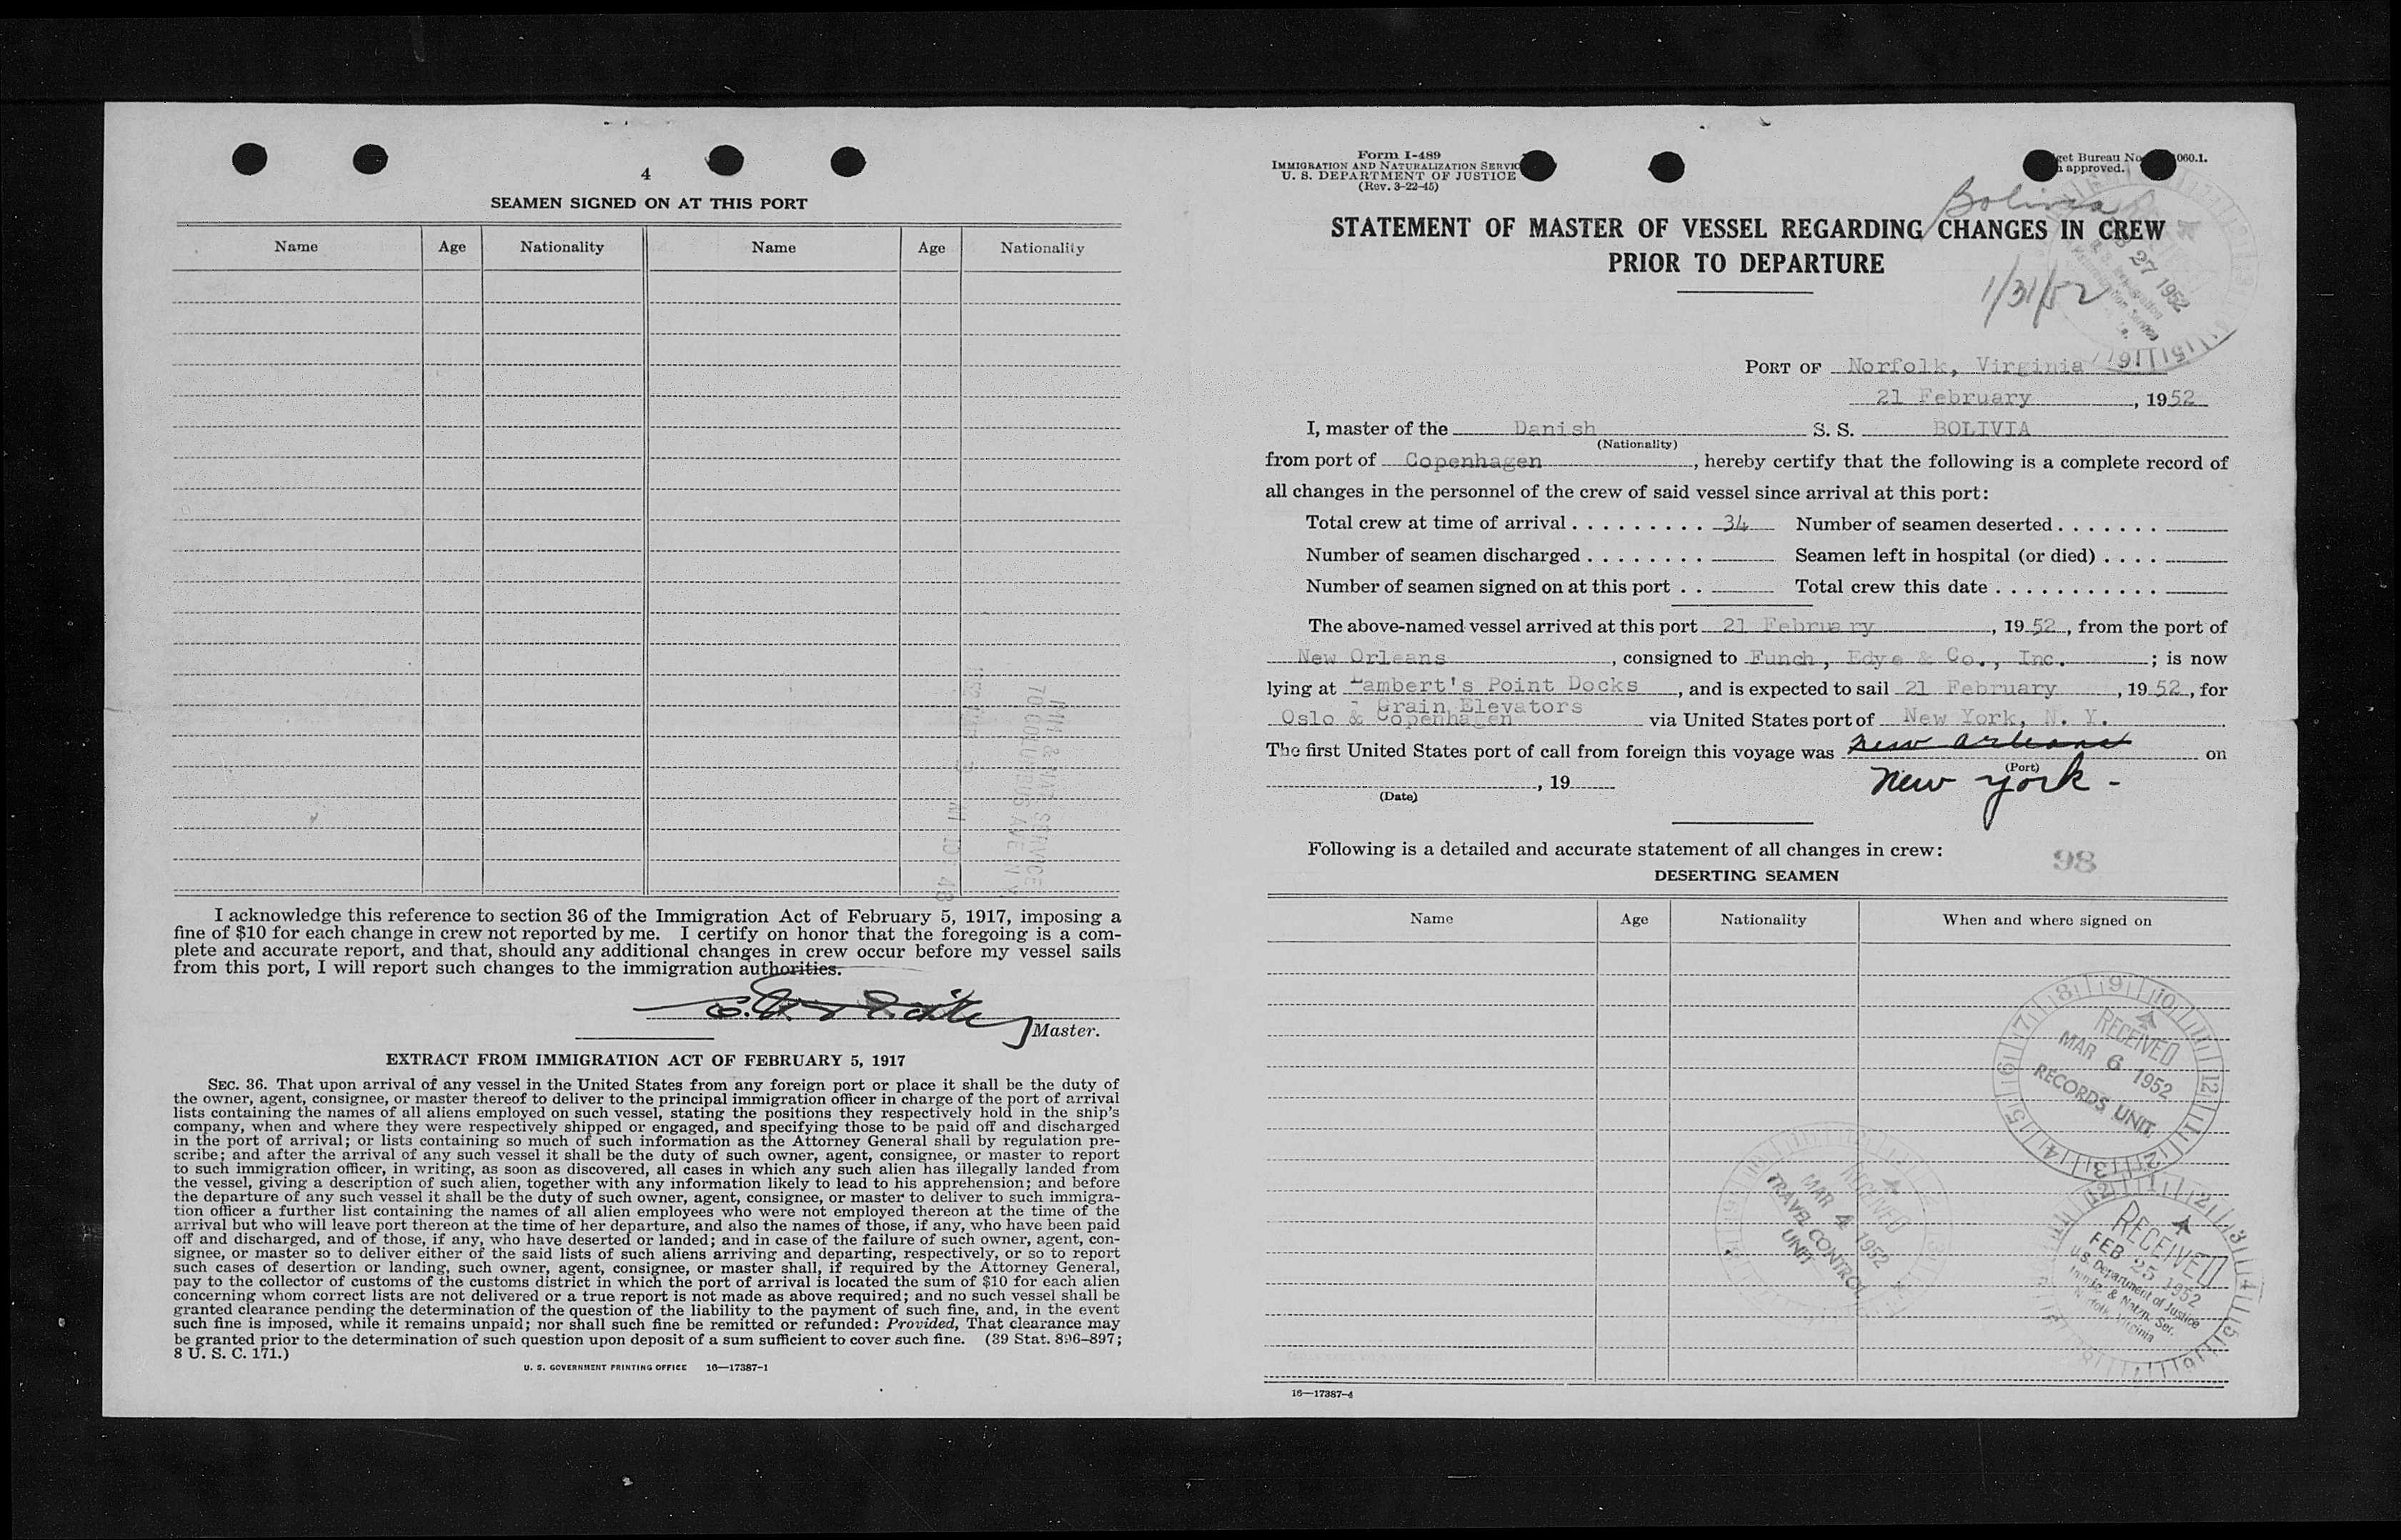 4
SEAMEN SIGNED ON AT THIS PORT
Name Age Nationality Name Age Nationality
I acknowledge this reference to section 36 of the Immigration Act of February 5, 1917, imposing a
fine of $10 for each change in crew not reported by me. I certify on honor that the foregoing is a com-
plete and accurate report, and that, should any additional changes in crew occur before my vessel sails
from this port, I will report such changes to the immigration authorities.
Master.
EXTRACT FROM IMMIGRATION ACT OF FEBRUARY 5, 1917
SEC. 36. That upon arrival of any vessel in the United States from any foreign port or place it shall be the duty of
the owner, agent, consignee, or master thereof to deliver to the principal immigration officer in charge of the port of arrival
lists containing the names of all aliens employed on such vessel, stating the positions they respectively hold in the ship's
company, when and where they were respectively shipped or engaged, and specifying those to be paid off and discharged
in the port of arrival; or lists containing so much of such information as the Attorney General shall by regulation pre-
scribe; and after the arrival of any such vessel it shall be the duty of such owner, agent, consignee, or master to report
to such immigration officer, in writing, as soon as discovered, all cases in which any such alien has illegally landed from
the vessel, giving a description of such alien, together with any information likely to lead to his apprehension; and before
the departure of any such vessel it shall be the duty of such owner, agent, consignee, or master to deliver to such immigra-
tion officer a further list containing the names of all alien employees who were not employed thereon at the time of the
arrival but who will leave port thereon at the time of her departure, and also the names of those, if any, who have been paid
off and discharged, and of those, if any, who have deserted or landed; and in case of the failure of such owner, agent, con-
signee, or master so to deliver either of the said lists of such aliens arriving and departing, respectively, or so to report
such cases of desertion or landing, such owner, agent, consignee, or master shall, if required by the Attorney General,
pay to the collector of customs of the customs district in which the port of arrival is located the sum of $10 for each alien
concerning whom correct lists are not delivered or a true report is not made as above required; and no such vessel shall be
granted clearance pending the determination of the question of the liability to the payment of such fine, and, in the event
such fine is imposed, while it remains unpaid; nor shall such fine be remitted or refunded: Provided, That clearance may
be granted prior to the determination of such question upon deposit of a sum sufficient to cover such fine. (39 Stat. 896-897;
8 U. S. C. 171.)
U. S. GOVERNMENT PRINTING OFFICE 16—17387-1
Form I-489
IMMIGRATION AND NATURALIZATION SERVIC
U. S. DEPARTMENT OF JUSTICE
(Rev. 3-22-45)
get Bureau No. 060.1.
approved.
Bolivia
STATEMENT OF MASTER OF VESSEL REGARDING CHANGES IN CREW
PRIOR TO DEPARTURE
1/31/52
27 1952
PORT OF Norfolk, Virginia
21 February, 1952
I, master of the Danish S. S. BOLIVIA
(Nationality)
from port of Copenhagen, hereby certify that the following is a complete record of
all changes in the personnel of the crew of said vessel since arrival at this port:
Total crew at time of arrival . . . . . . . . . 34 Number of seamen deserted . . . . . . .
Number of seamen discharged . . . . . . . . Seamen left in hospital (or died) . . . .
Number of seamen signed on at this port . . Total crew this date . . . . . . . . . . .
The above-named vessel arrived at this port 21 February, 1952, from the port of
New Orleans, consigned to Funch, Edye & Co., Inc.; is now
lying at Lambert's Point Docks, and is expected to sail 21 February, 1952, for
Grain Elevators
Oslo & Copenhagen via United States port of New York, N. Y.
The first United States port of call from foreign this voyage was new orleans on
(Port)
, 19 New York -
(Date)
Following is a detailed and accurate statement of all changes in crew:
98
DESERTING SEAMEN
Name Age Nationality When and where signed on
RECEIVED
MAR 6 1952
RECORDS UNIT
RECEIVED
MAR 4 1952
TRAVEL CONTROL
UNIT
RECEIVED
FEB 25 1952
U.S. Department of Justice
Immig. & Natzn. Ser.
Norfolk, Virginia
16—17387-4